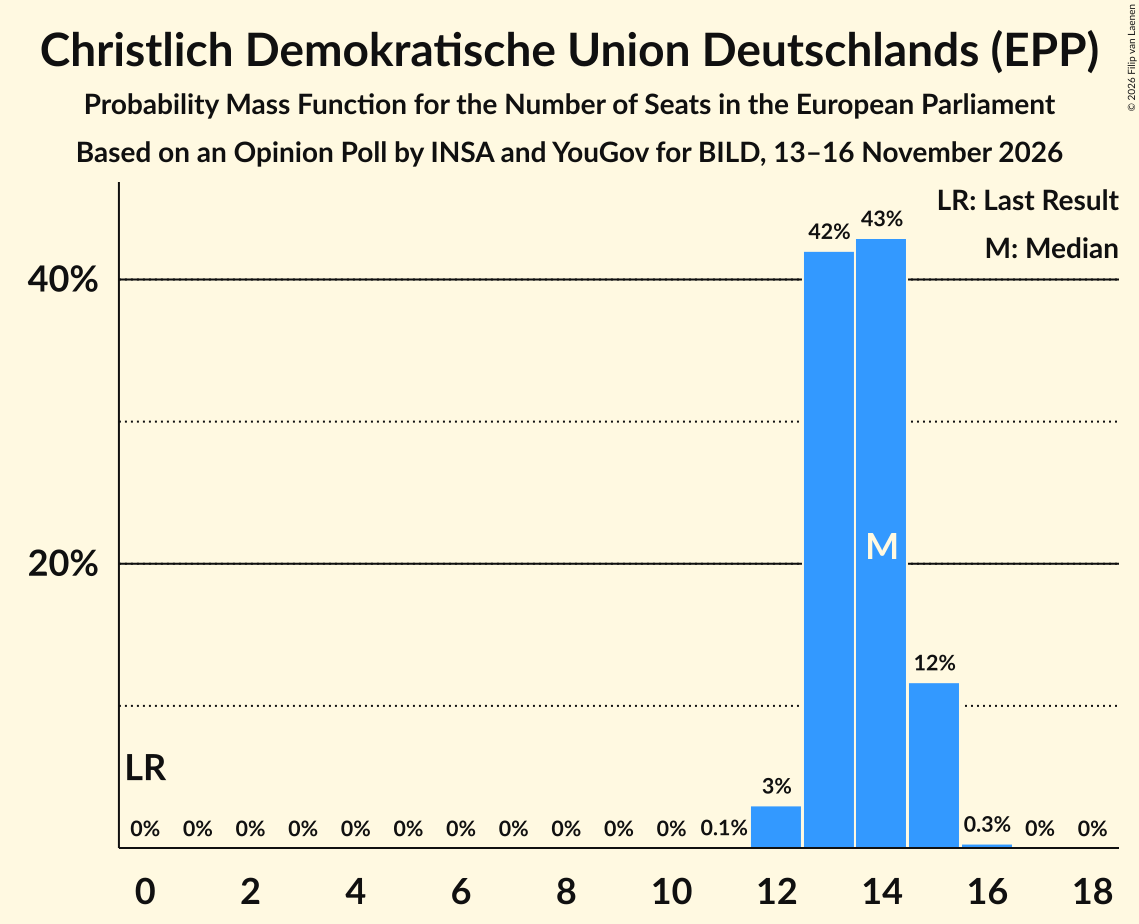 Christlich Demokratische Union Deutschlands (EPP)
Probability Mass Function for the Number of Seats in the European Parliament
Based on an Opinion Poll by INSA and YouGov for BILD, 13–16 November 2026
© 2026 Filip van Laenen
LR: Last Result
M: Median
40%
20%
42%
43%
M
12%
LR
3%
0% 0% 0% 0% 0% 0% 0% 0% 0% 0% 0% 0.1% 0.3% 0% 0%
0 2 4 6 8 10 12 14 16 18